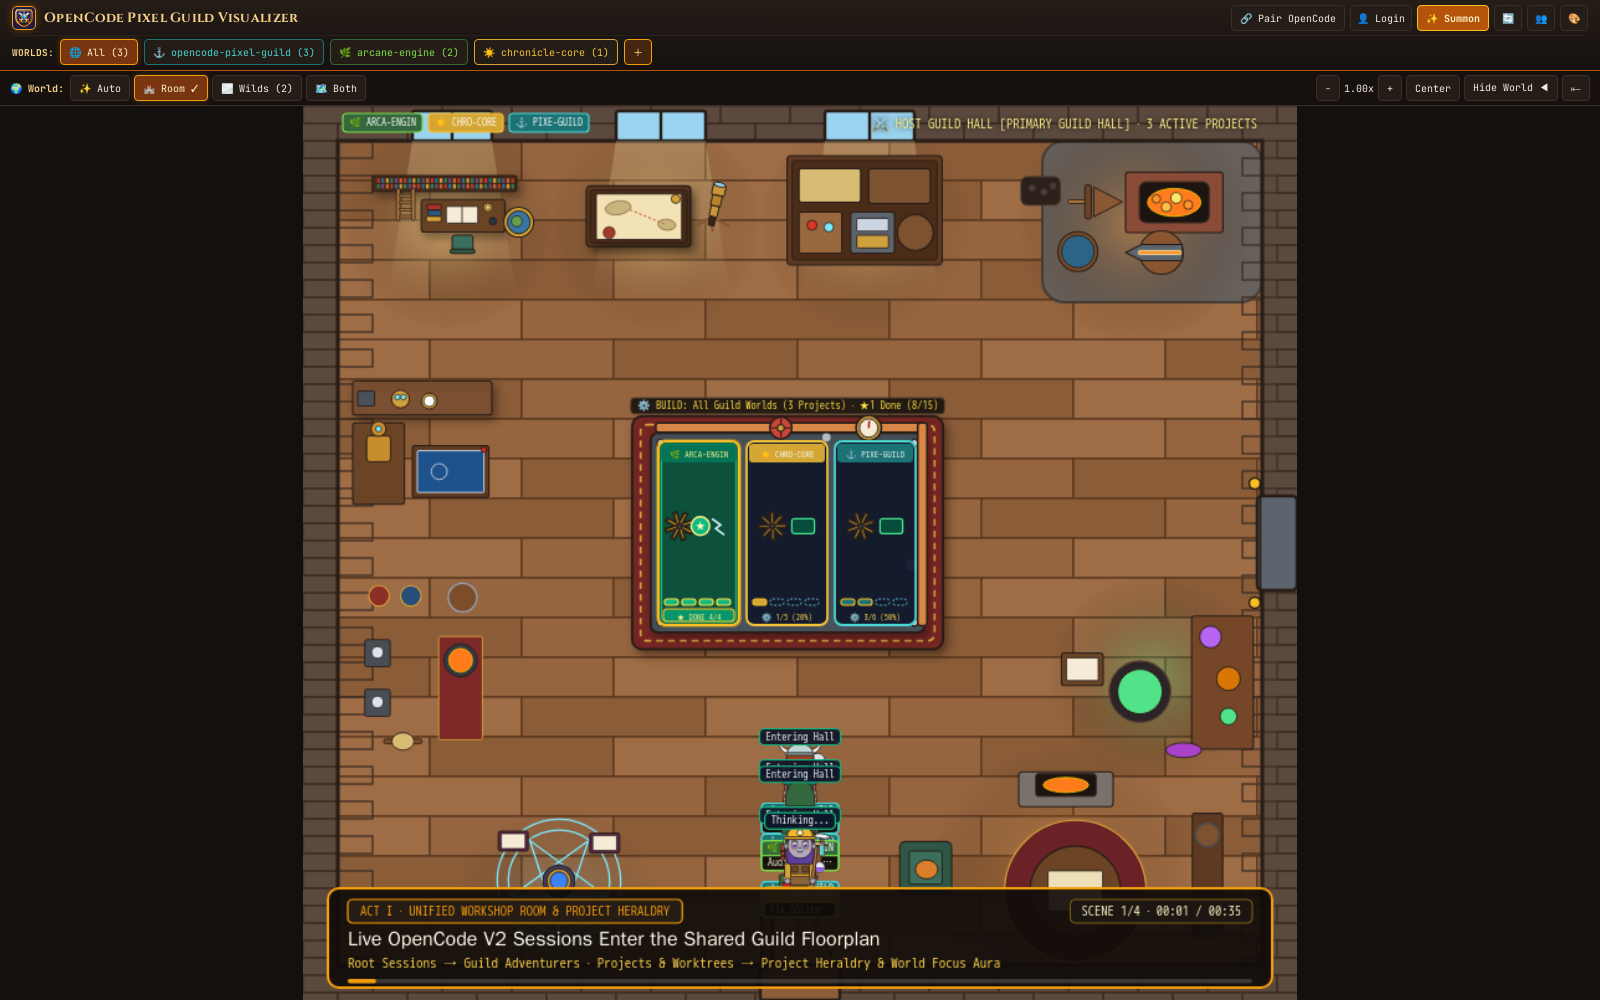 OpenCode Pixel Guild Visualizer
Pair OpenCode
Login
Summon
WORLDS:
All (3)
opencode-pixel-guild (3)
arcane-engine (2)
chronicle-core (1)
+
World:
Auto
Room ✓
Wilds (2)
Both
-
1.00x
+
Center
Hide World ◀
←
ARCA-ENGIN
CHRO-CORE
PIXE-GUILD
HOST GUILD HALL [PRIMARY GUILD HALL] · 3 ACTIVE PROJECTS
BUILD: All Guild Worlds (3 Projects) · ★1 Done (8/15)
ARCA-ENGIN
CHRO-CORE
PIXE-GUILD
★ DONE 4/4
1/5 (20%)
3/6 (50%)
Entering Hall
Entering Hall
Thinking...
ACT I · UNIFIED WORKSHOP ROOM & PROJECT HERALDRY
SCENE 1/4 · 00:01 / 00:35
Live OpenCode V2 Sessions Enter the Shared Guild Floorplan
Root Sessions → Guild Adventurers · Projects & Worktrees → Project Heraldry & World Focus Aura